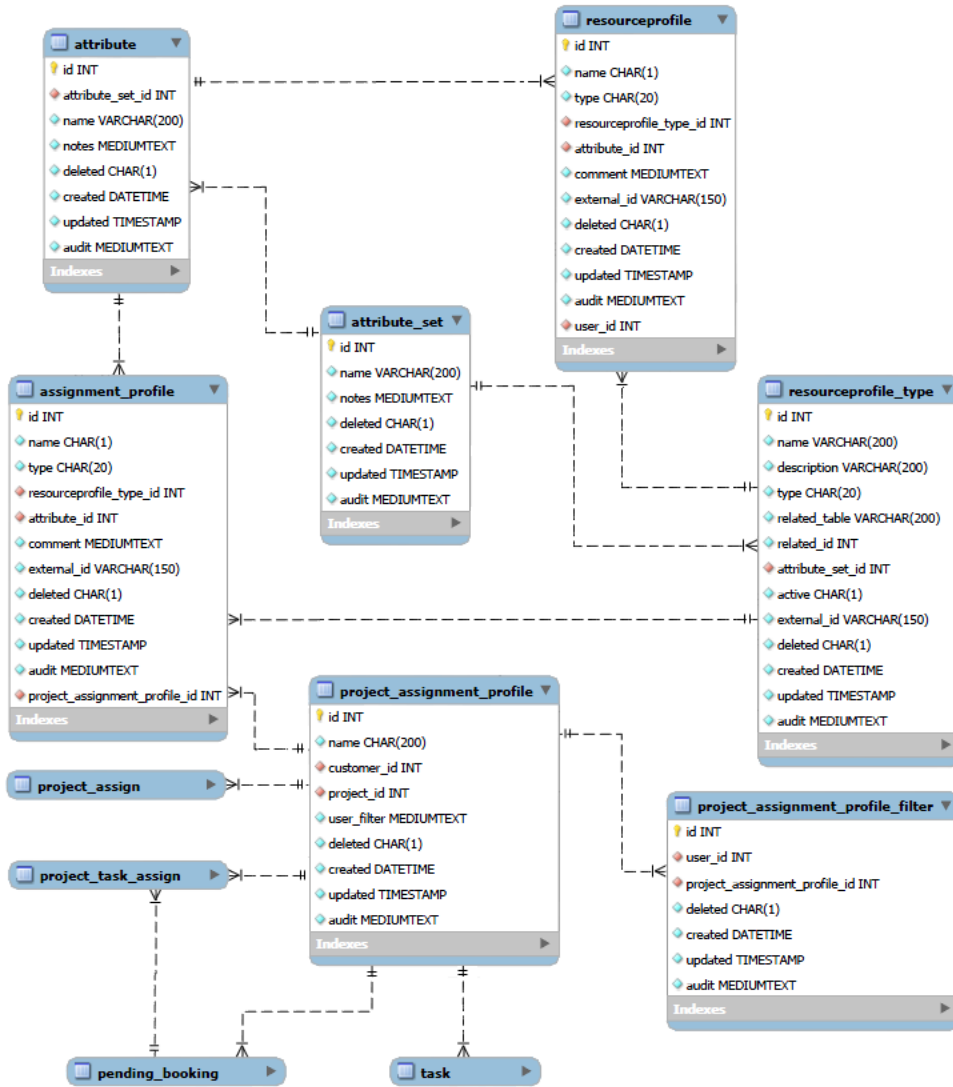 attribute
id INT
attribute_set_id INT
name VARCHAR(200)
notes MEDIUMTEXT
deleted CHAR(1)
created DATETIME
updated TIMESTAMP
audit MEDIUMTEXT
Indexes
resourceprofile
id INT
name CHAR(1)
type CHAR(20)
resourceprofile_type_id INT
attribute_id INT
comment MEDIUMTEXT
external_id VARCHAR(150)
deleted CHAR(1)
created DATETIME
updated TIMESTAMP
audit MEDIUMTEXT
user_id INT
Indexes
attribute_set
id INT
name VARCHAR(200)
notes MEDIUMTEXT
deleted CHAR(1)
created DATETIME
updated TIMESTAMP
audit MEDIUMTEXT
Indexes
assignment_profile
id INT
name CHAR(1)
type CHAR(20)
resourceprofile_type_id INT
attribute_id INT
comment MEDIUMTEXT
external_id VARCHAR(150)
deleted CHAR(1)
created DATETIME
updated TIMESTAMP
audit MEDIUMTEXT
project_assignment_profile_id INT
Indexes
resourceprofile_type
id INT
name VARCHAR(200)
description VARCHAR(200)
type CHAR(20)
related_table VARCHAR(200)
related_id INT
attribute_set_id INT
active CHAR(1)
external_id VARCHAR(150)
deleted CHAR(1)
created DATETIME
updated TIMESTAMP
audit MEDIUMTEXT
Indexes
project_assignment_profile
id INT
name CHAR(200)
customer_id INT
project_id INT
user_filter MEDIUMTEXT
deleted CHAR(1)
created DATETIME
updated TIMESTAMP
audit MEDIUMTEXT
Indexes
project_assign
project_task_assign
project_assignment_profile_filter
id INT
user_id INT
project_assignment_profile_id INT
deleted CHAR(1)
created DATETIME
updated TIMESTAMP
audit MEDIUMTEXT
Indexes
pending_booking
task